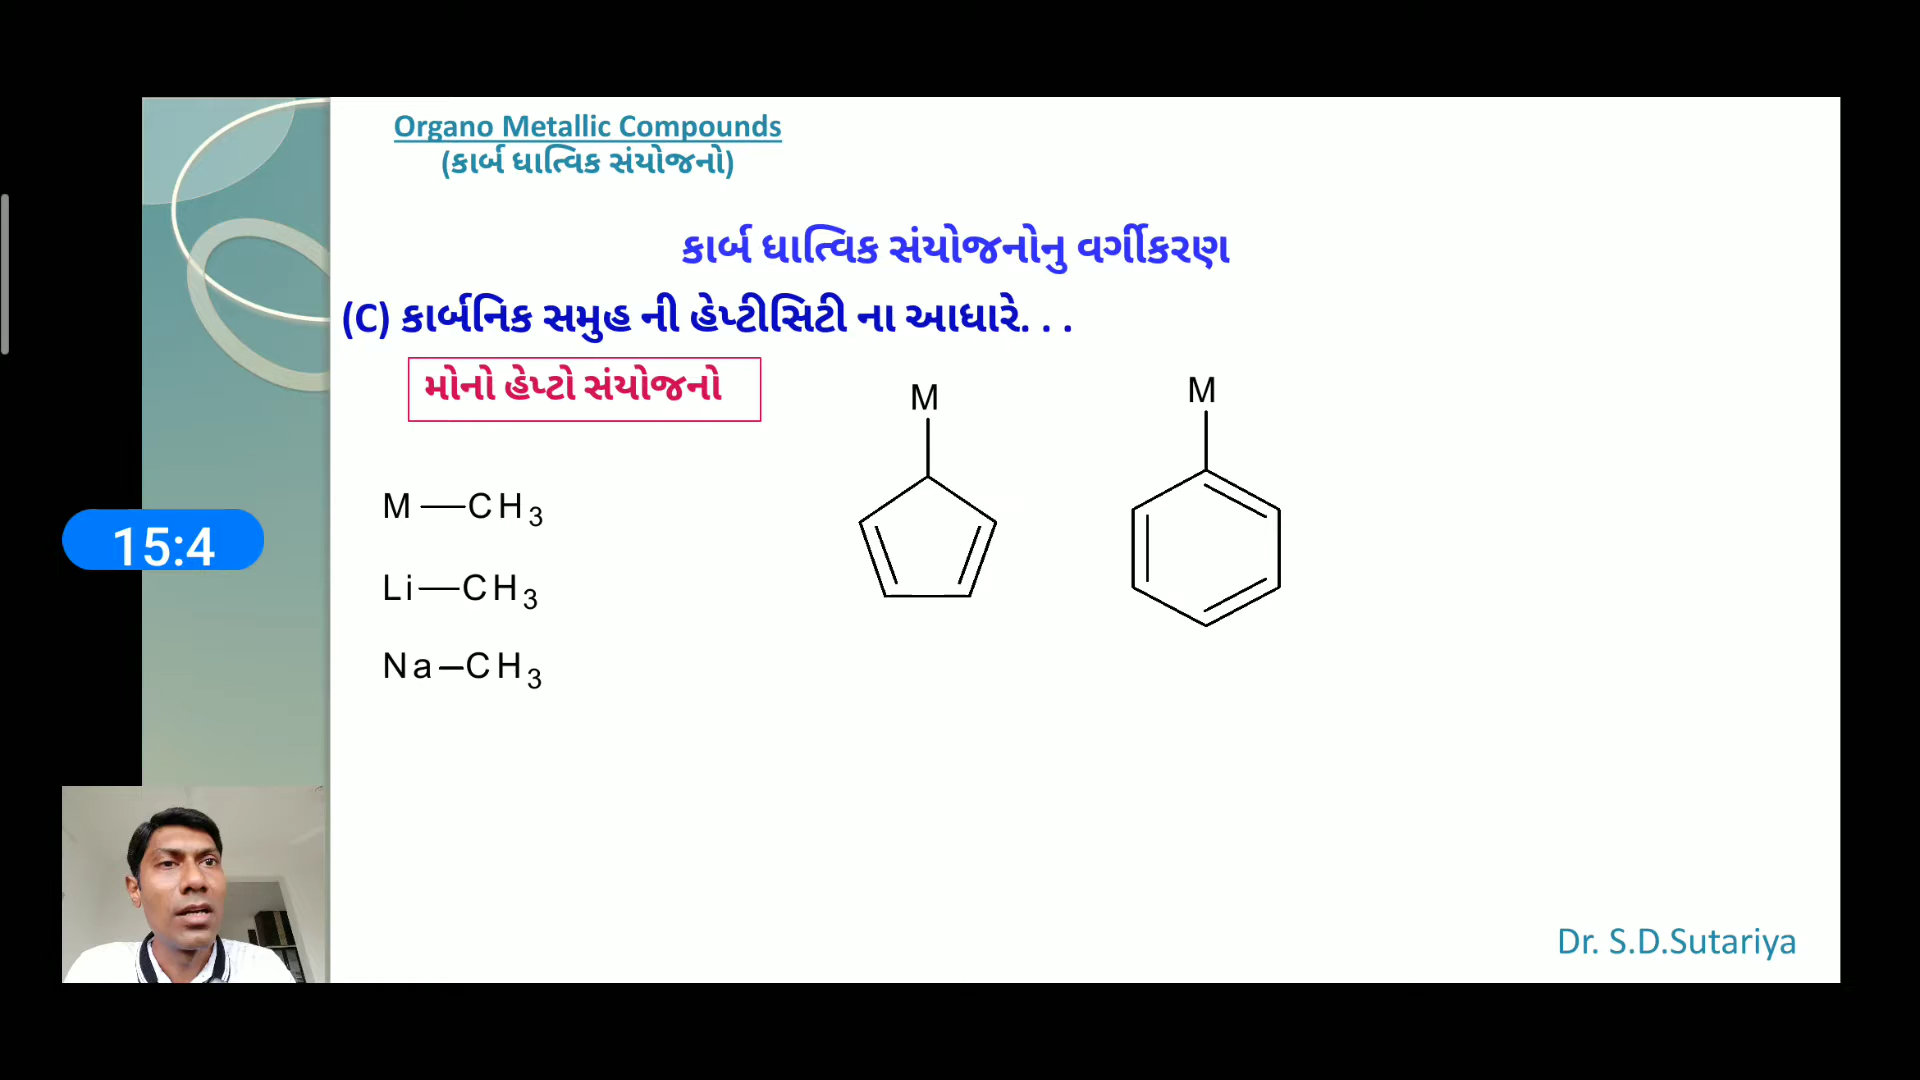 Organo Metallic Compounds
(કાર્બ ધાત્વિક સંયોજનો)
કાર્બ ધાત્વિક સંયોજનોનુ વર્ગીકરણ
(C) કાર્બનિક સમુહ ની હેપ્ટીસિટી ના આધારે. . .
મોનો હેપ્ટો સંયોજનો
M
M
M—CH3
15:4
Li—CH3
Na–CH3
Dr. S.D.Sutariya